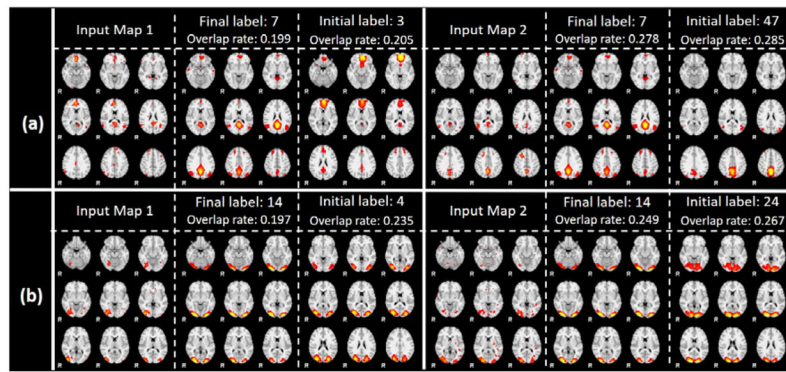 Input Map 1
Final label: 7
Overlap rate: 0.199
Initial label: 3
Overlap rate: 0.205
Input Map 2
Final label: 7
Overlap rate: 0.278
Initial label: 47
Overlap rate: 0.285
(a)
R R R R R R R R R R R R R R R R R R
R R R R R R R R R R R R R R R R R R
R R R R R R R R R R R R R R R R R R
Input Map 1
Final label: 14
Overlap rate: 0.197
Initial label: 4
Overlap rate: 0.235
Input Map 2
Final label: 14
Overlap rate: 0.249
Initial label: 24
Overlap rate: 0.267
(b)
R R R R R R R R R R R R R R R R R R
R R R R R R R R R R R R R R R R R R
R R R R R R R R R R R R R R R R R R